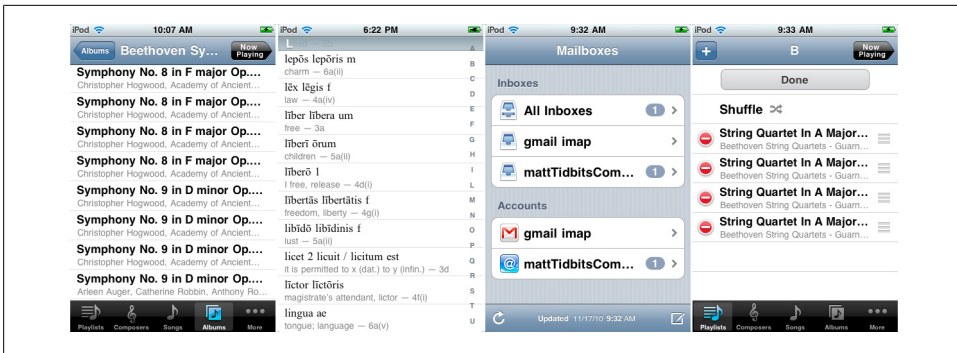 iPod 10:07 AM
Albums Beethoven Sy... Now Playing
Symphony No. 8 in F major Op....
Christopher Hogwood, Academy of Ancient...
Symphony No. 8 in F major Op....
Christopher Hogwood, Academy of Ancient...
Symphony No. 8 in F major Op....
Christopher Hogwood, Academy of Ancient...
Symphony No. 8 in F major Op....
Christopher Hogwood, Academy of Ancient...
Symphony No. 9 in D minor Op....
Christopher Hogwood, Academy of Ancient...
Symphony No. 9 in D minor Op....
Christopher Hogwood, Academy of Ancient...
Symphony No. 9 in D minor Op....
Christopher Hogwood, Academy of Ancient...
Symphony No. 9 in D minor Op....
Arleen Auger, Catherine Robbin, Anthony Ro...
Playlists Composers Songs Albums More
iPod 6:22 PM
L
lepōs lepōris m
charm — 6a(ii)
lēx lēgis f
law — 4a(iv)
līber lībera um
free — 3a
līberī ōrum
children — 5a(ii)
līberō 1
I free, release — 4d(i)
lībertās lībertātis f
freedom, liberty — 4g(i)
libīdō libīdinis f
lust — 5a(ii)
licet 2 licuit / licitum est
it is permitted to x (dat.) to y (infin.) — 3d
līctor līctōris
magistrate's attendant, lictor — 4f(i)
lingua ae
tongue; language — 6a(v)
A
B
C
D
E
F
G
H
I
L
M
N
O
P
Q
R
S
T
U
iPod 9:32 AM
Mailboxes
Inboxes
All Inboxes 1
gmail imap
mattTidbitsCom... 1
Accounts
gmail imap
@ mattTidbitsCom... 1
Updated 11/17/10 9:32 AM
iPod 9:33 AM
+ B Now Playing
Done
Shuffle
String Quartet In A Major...
Beethoven String Quartets - Guarn...
String Quartet In A Major...
Beethoven String Quartets - Guarn...
String Quartet In A Major...
Beethoven String Quartets - Guarn...
String Quartet In A Major...
Beethoven String Quartets - Guarn...
Playlists Composers Songs Albums More